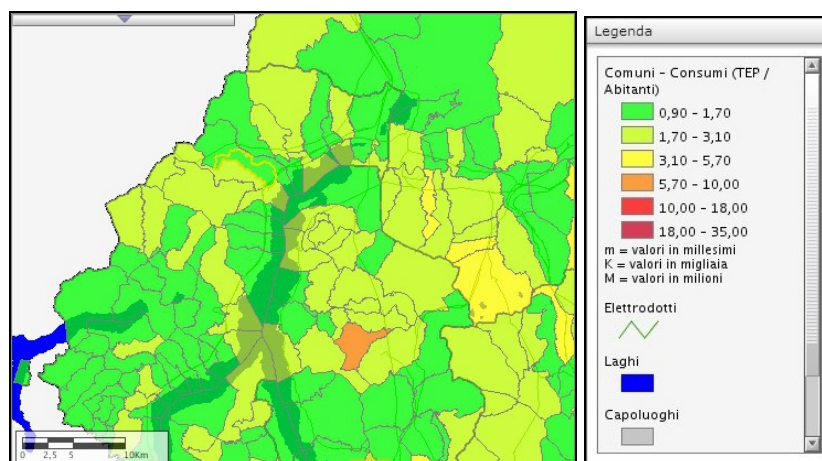 0 2,5 5 10Km
Legenda
Comuni - Consumi (TEP /
Abitanti)
0,90 - 1,70
1,70 - 3,10
3,10 - 5,70
5,70 - 10,00
10,00 - 18,00
18,00 - 35,00
m = valori in millesimi
K = valori in migliaia
M = valori in milioni
Elettrodotti
Laghi
Capoluoghi